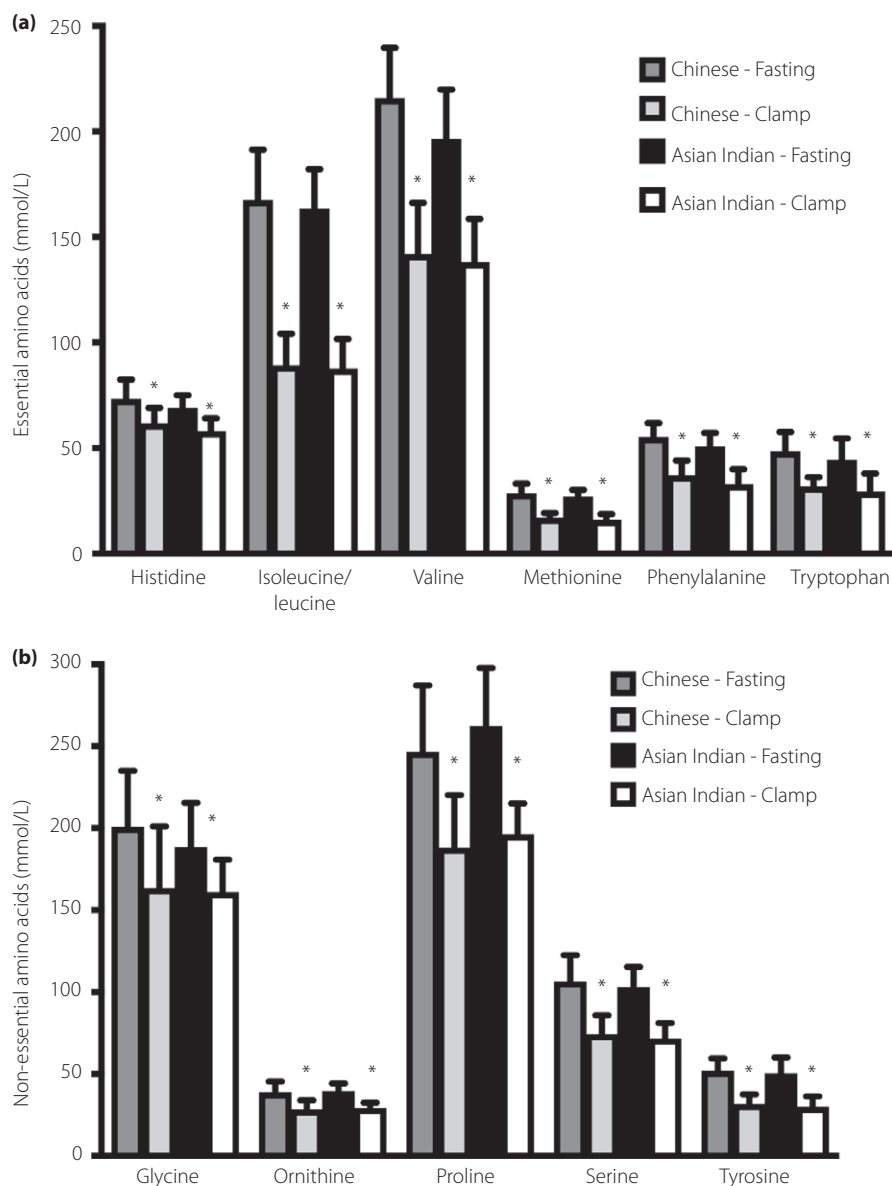 (a)
250
200
150
100
50
0
Essential amino acids (mmol/L)
Chinese - Fasting
Chinese - Clamp
Asian Indian - Fasting
Asian Indian - Clamp
* * * * * * * * * * * *
Histidine Isoleucine/ Valine Methionine Phenylalanine Tryptophan
leucine
(b)
300
250
200
150
100
50
0
Non-essential amino acids (mmol/L)
Chinese - Fasting
Chinese - Clamp
Asian Indian - Fasting
Asian Indian - Clamp
* * * * * * * * * *
Glycine Ornithine Proline Serine Tyrosine